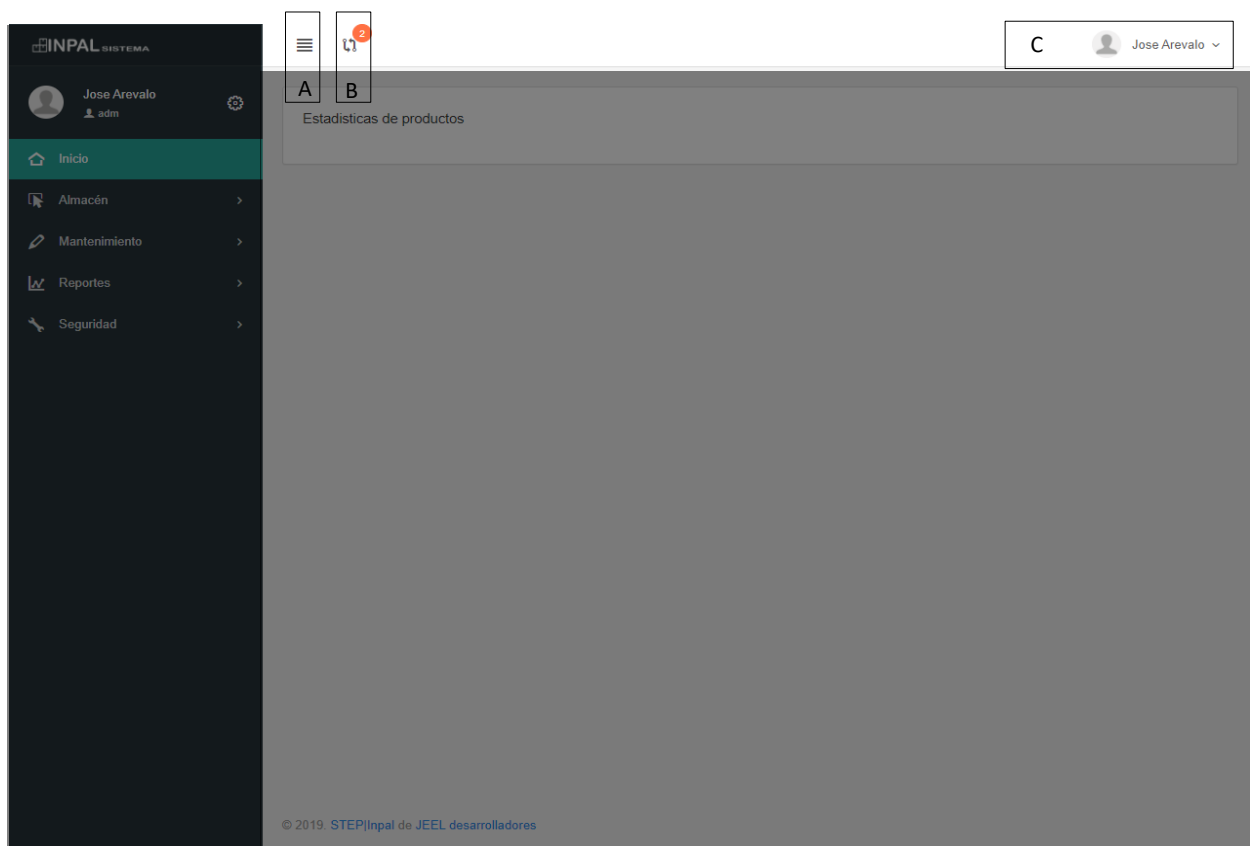 INPAL SISTEMA
2
C
Jose Arevalo
A
B
Jose Arevalo
adm
Estadisticas de productos
Inicio
Almacén
Mantenimiento
Reportes
Seguridad
© 2019. STEP|Inpal de JEEL desarrolladores